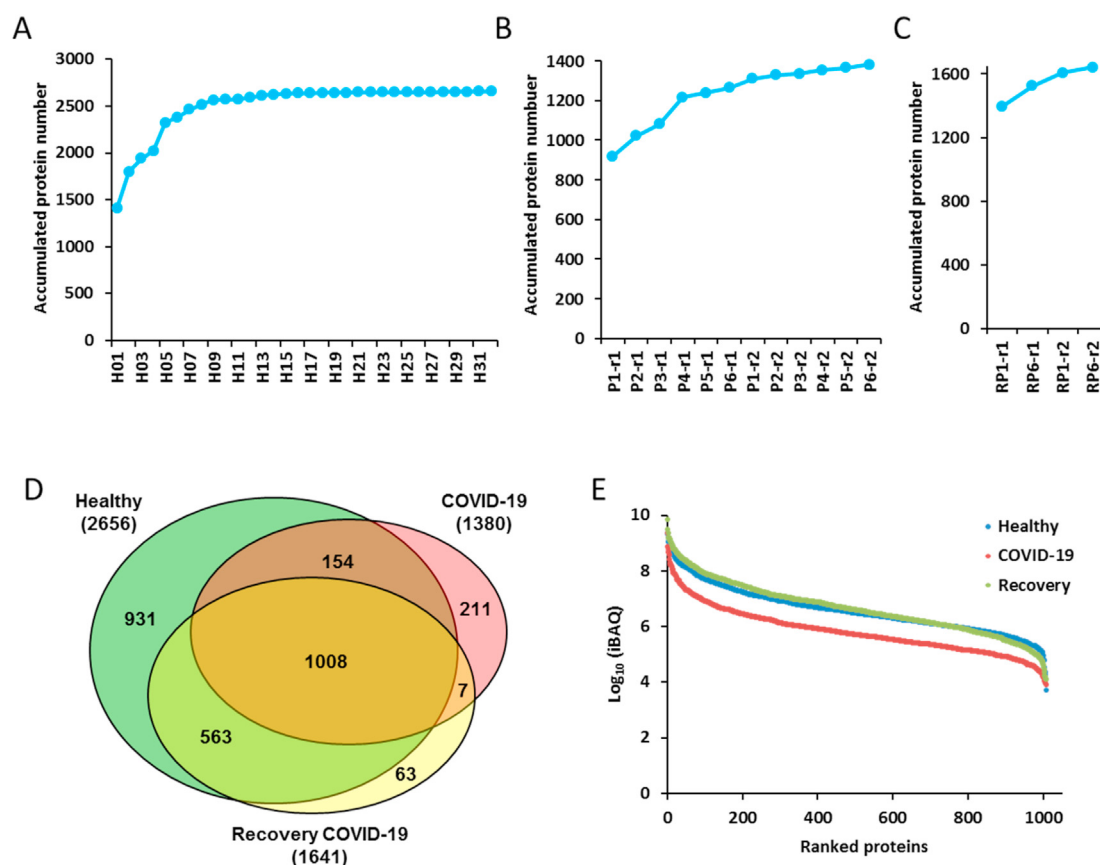 A
Accumulated protein number
3000
2500
2000
1500
1000
500
0
H01
H03
H05
H07
H09
H11
H13
H15
H17
H19
H21
H23
H25
H27
H29
H31
B
Accumulated protein number
1400
1200
1000
800
600
400
200
0
P1-r1
P2-r1
P3-r1
P4-r1
P5-r1
P6-r1
P1-r2
P2-r2
P3-r2
P4-r2
P5-r2
P6-r2
C
Accumulated protein number
1600
1200
800
400
0
RP1-r1
RP6-r1
RP1-r2
RP6-r2
D
Healthy
(2656)
COVID-19
(1380)
154
931
211
1008
7
563
63
Recovery COVID-19
(1641)
E
Log₁₀ (iBAQ)
10
8
6
4
2
0
0
200
400
600
800
1000
Ranked proteins
Healthy
COVID-19
Recovery